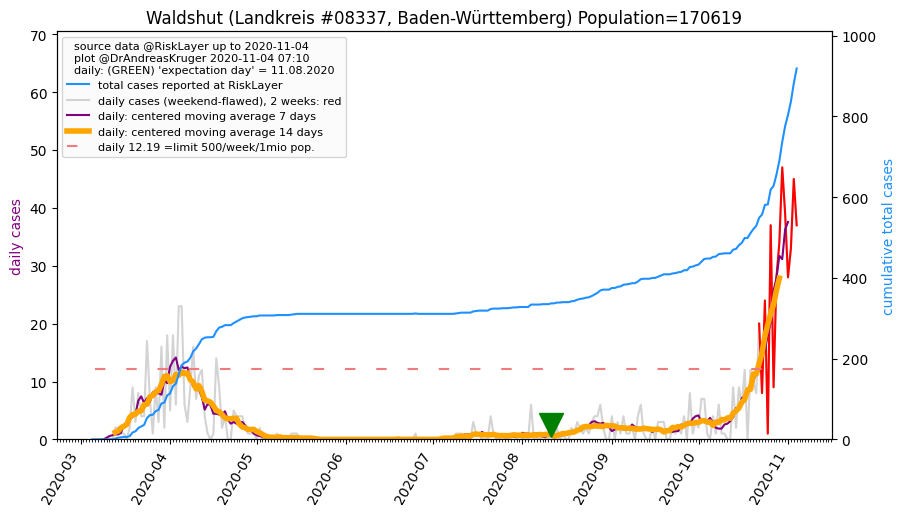 Waldshut (Landkreis #08337, Baden-Württemberg) Population=170619
source data @RiskLayer up to 2020-11-04
plot @DrAndreasKruger 2020-11-04 07:10
daily: (GREEN) 'expectation day' = 11.08.2020
total cases reported at RiskLayer
daily cases (weekend-flawed), 2 weeks: red
daily: centered moving average 7 days
daily: centered moving average 14 days
daily 12.19 =limit 500/week/1mio pop.
daily cases
70
60
50
40
30
20
10
0
cumulative total cases
1000
800
600
400
200
0
2020-03
2020-04
2020-05
2020-06
2020-07
2020-08
2020-09
2020-10
2020-11